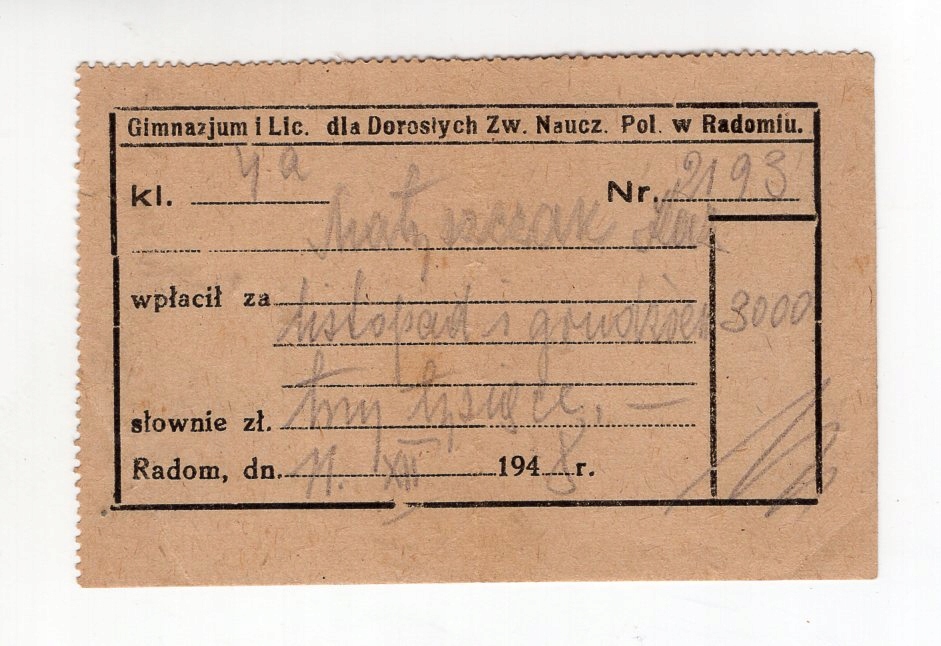 Gimnazjum i Lic. dla Dorosłych Zw. Naucz. Pol. w Radomiu.
kl. 4 a Nr. 2193
wpłacił za
listopad i grudzień 3000
słownie zł. trzy tysiące, —
Radom, dn. 11. XII 1948 r.